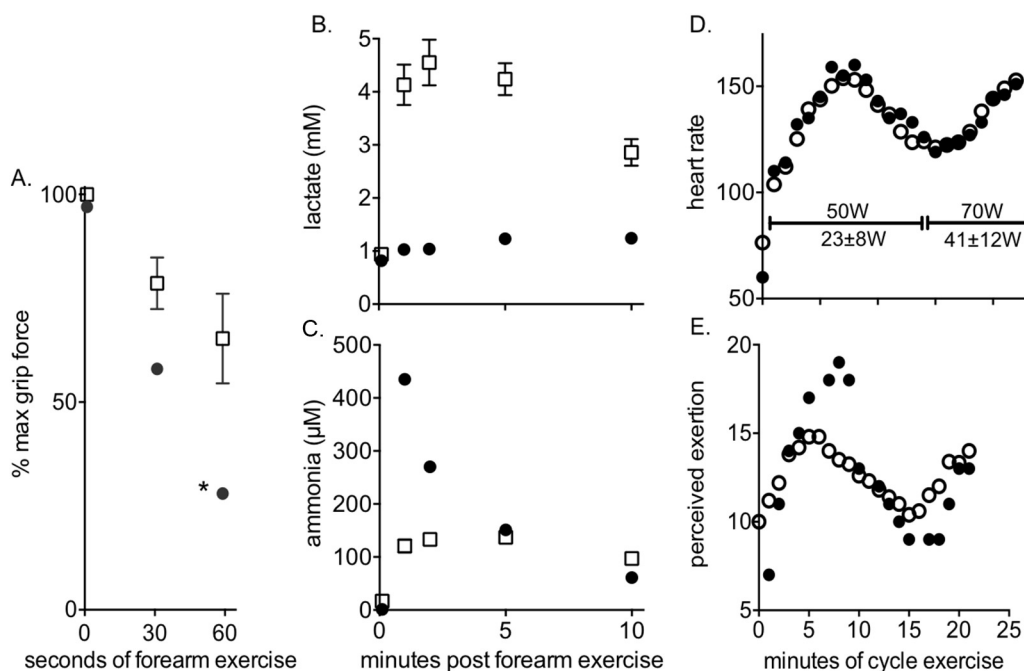 A.
100
50
0
% max grip force
*
0 30 60
seconds of forearm exercise
B.
5
4
3
2
1
0
lactate (mM)
C.
500
400
300
200
100
0
ammonia (µM)
0 5 10
minutes post forearm exercise
D.
150
100
50
heart rate
50W 70W
23±8W 41±12W
E.
20
15
10
5
perceived exertion
0 5 10 15 20 25
minutes of cycle exercise